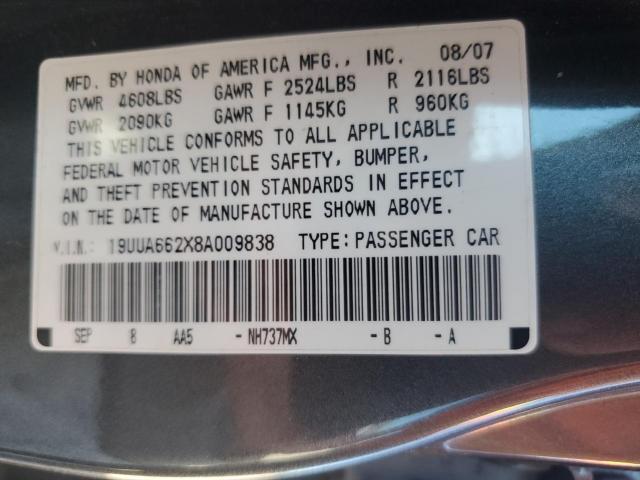 MFD. BY HONDA OF AMERICA MFG., INC. 08/07
GVWR 4608LBS GAWR F 2524LBS R 2116LBS
GVWR 2090KG GAWR F 1145KG R 960KG
THIS VEHICLE CONFORMS TO ALL APPLICABLE
FEDERAL MOTOR VEHICLE SAFETY, BUMPER,
AND THEFT PREVENTION STANDARDS IN EFFECT
ON THE DATE OF MANUFACTURE SHOWN ABOVE.
V.I.N.: 19UUA662X8A009838 TYPE: PASSENGER CAR
SEP 8 AA5 -NH737MX -B -A